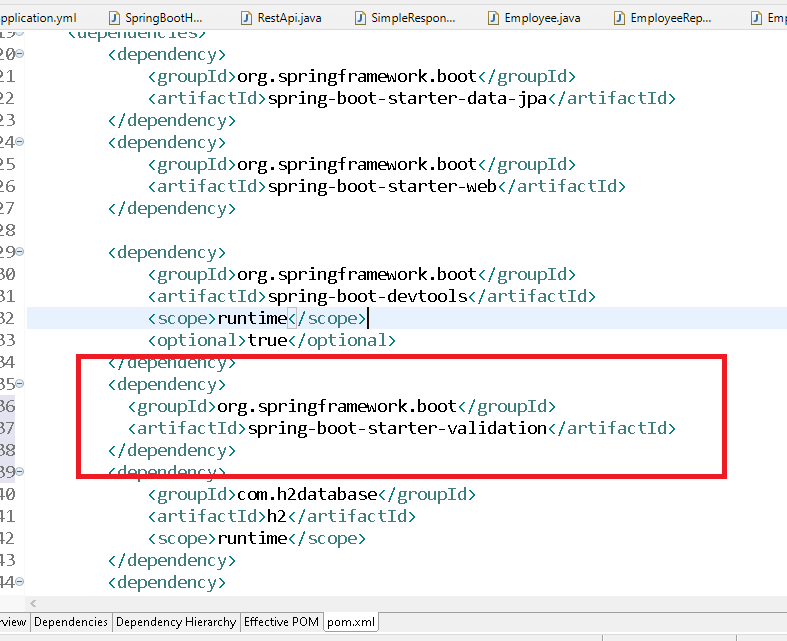 pplication.yml SpringBootH... RestApi.java SimpleRespon... Employee.java EmployeeRep... Emp
19 <dependencies>
20 <dependency>
21 <groupId>org.springframework.boot</groupId>
22 <artifactId>spring-boot-starter-data-jpa</artifactId>
23 </dependency>
24 <dependency>
25 <groupId>org.springframework.boot</groupId>
26 <artifactId>spring-boot-starter-web</artifactId>
27 </dependency>
28
29 <dependency>
30 <groupId>org.springframework.boot</groupId>
31 <artifactId>spring-boot-devtools</artifactId>
32 <scope>runtime</scope>
33 <optional>true</optional>
34 </dependency>
35 <dependency>
36 <groupId>org.springframework.boot</groupId>
37 <artifactId>spring-boot-starter-validation</artifactId>
38 </dependency>
39 <dependency>
40 <groupId>com.h2database</groupId>
41 <artifactId>h2</artifactId>
42 <scope>runtime</scope>
43 </dependency>
44 <dependency>
rview Dependencies Dependency Hierarchy Effective POM pom.xml